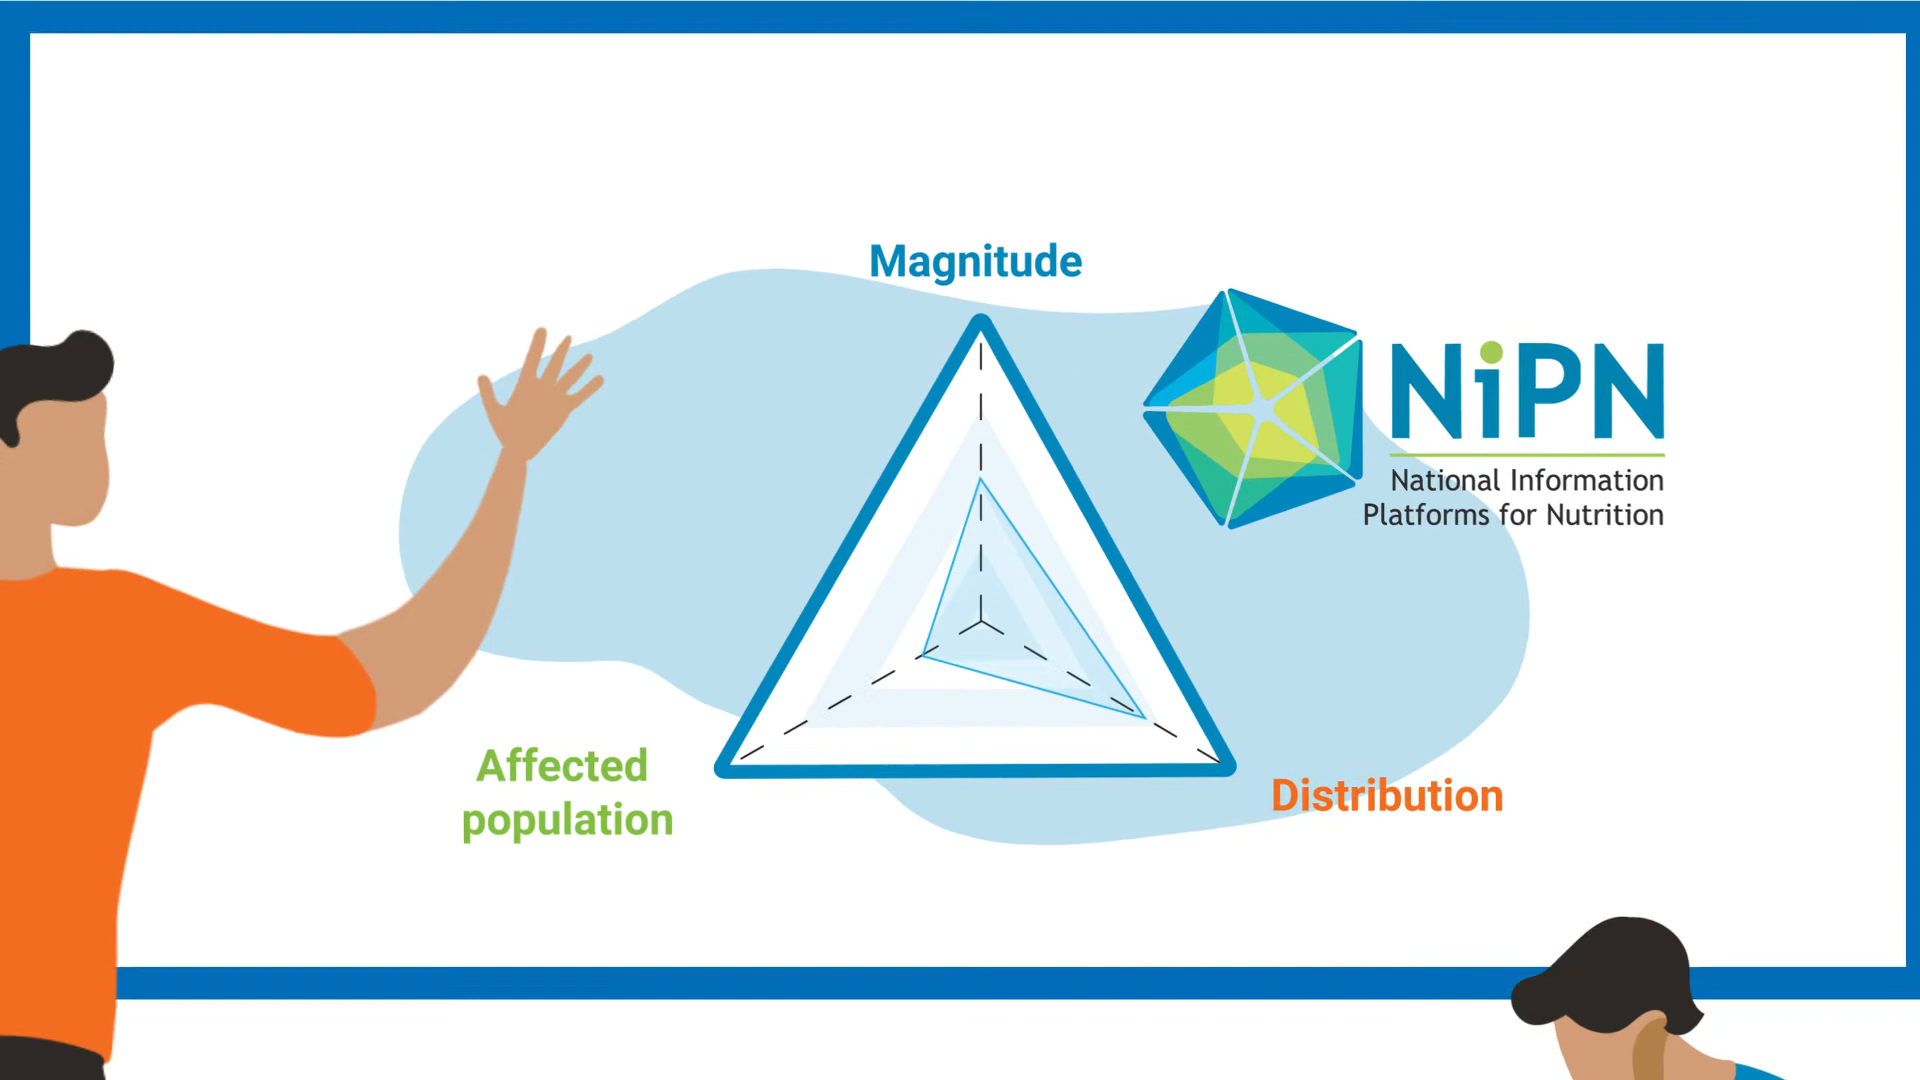 Magnitude
NiPN
National Information
Platforms for Nutrition
Affected
population
Distribution